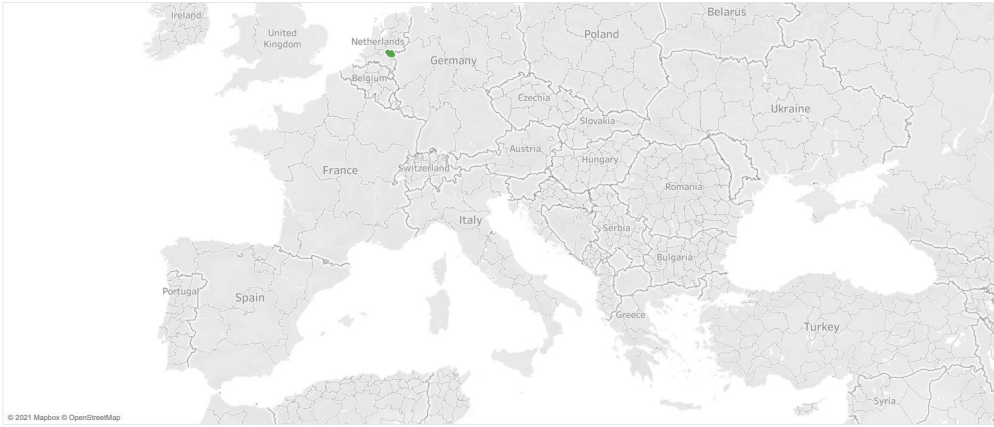 Ireland
Belarus
United
Kingdom
Netherlands
Poland
Germany
Belgium
Czechia
Ukraine
Slovakia
Austria
Hungary
France
Switzerland
Romania
Italy
Serbia
Bulgaria
Portugal
Spain
Greece
Turkey
Syria
© 2021 Mapbox © OpenStreetMap